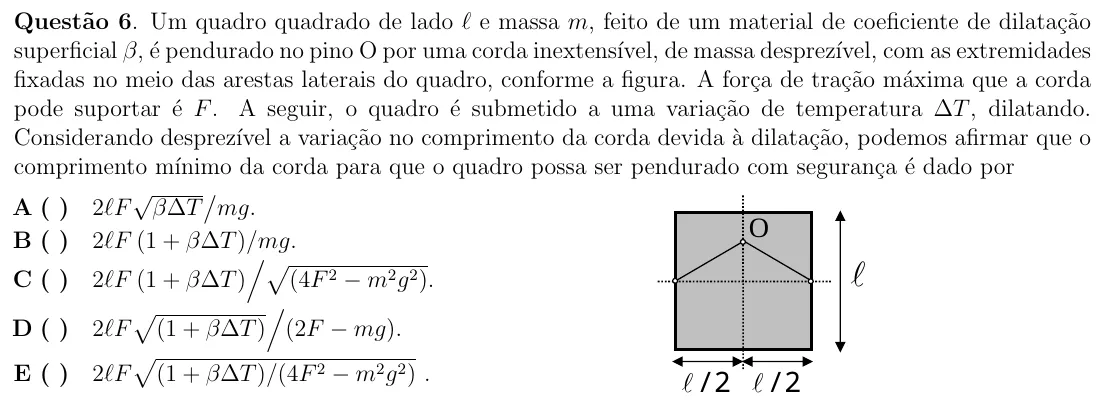 Questão 6. Um quadro quadrado de lado ℓ e massa m, feito de um material de coeficiente de dilatação
superficial β, é pendurado no pino O por uma corda inextensível, de massa desprezível, com as extremidades
fixadas no meio das arestas laterais do quadro, conforme a figura. A força de tração máxima que a corda
pode suportar é F. A seguir, o quadro é submetido a uma variação de temperatura ΔT, dilatando.
Considerando desprezível a variação no comprimento da corda devida à dilatação, podemos afirmar que o
comprimento mínimo da corda para que o quadro possa ser pendurado com segurança é dado por
A ( ) 2ℓF√(βΔT)/mg.
B ( ) 2ℓF (1 + βΔT)/mg.
C ( ) 2ℓF (1 + βΔT)/√((4F² − m²g²)).
D ( ) 2ℓF√((1 + βΔT))/(2F − mg).
E ( ) 2ℓF√((1 + βΔT)/(4F² − m²g²)) .
O
ℓ
ℓ/2 ℓ/2